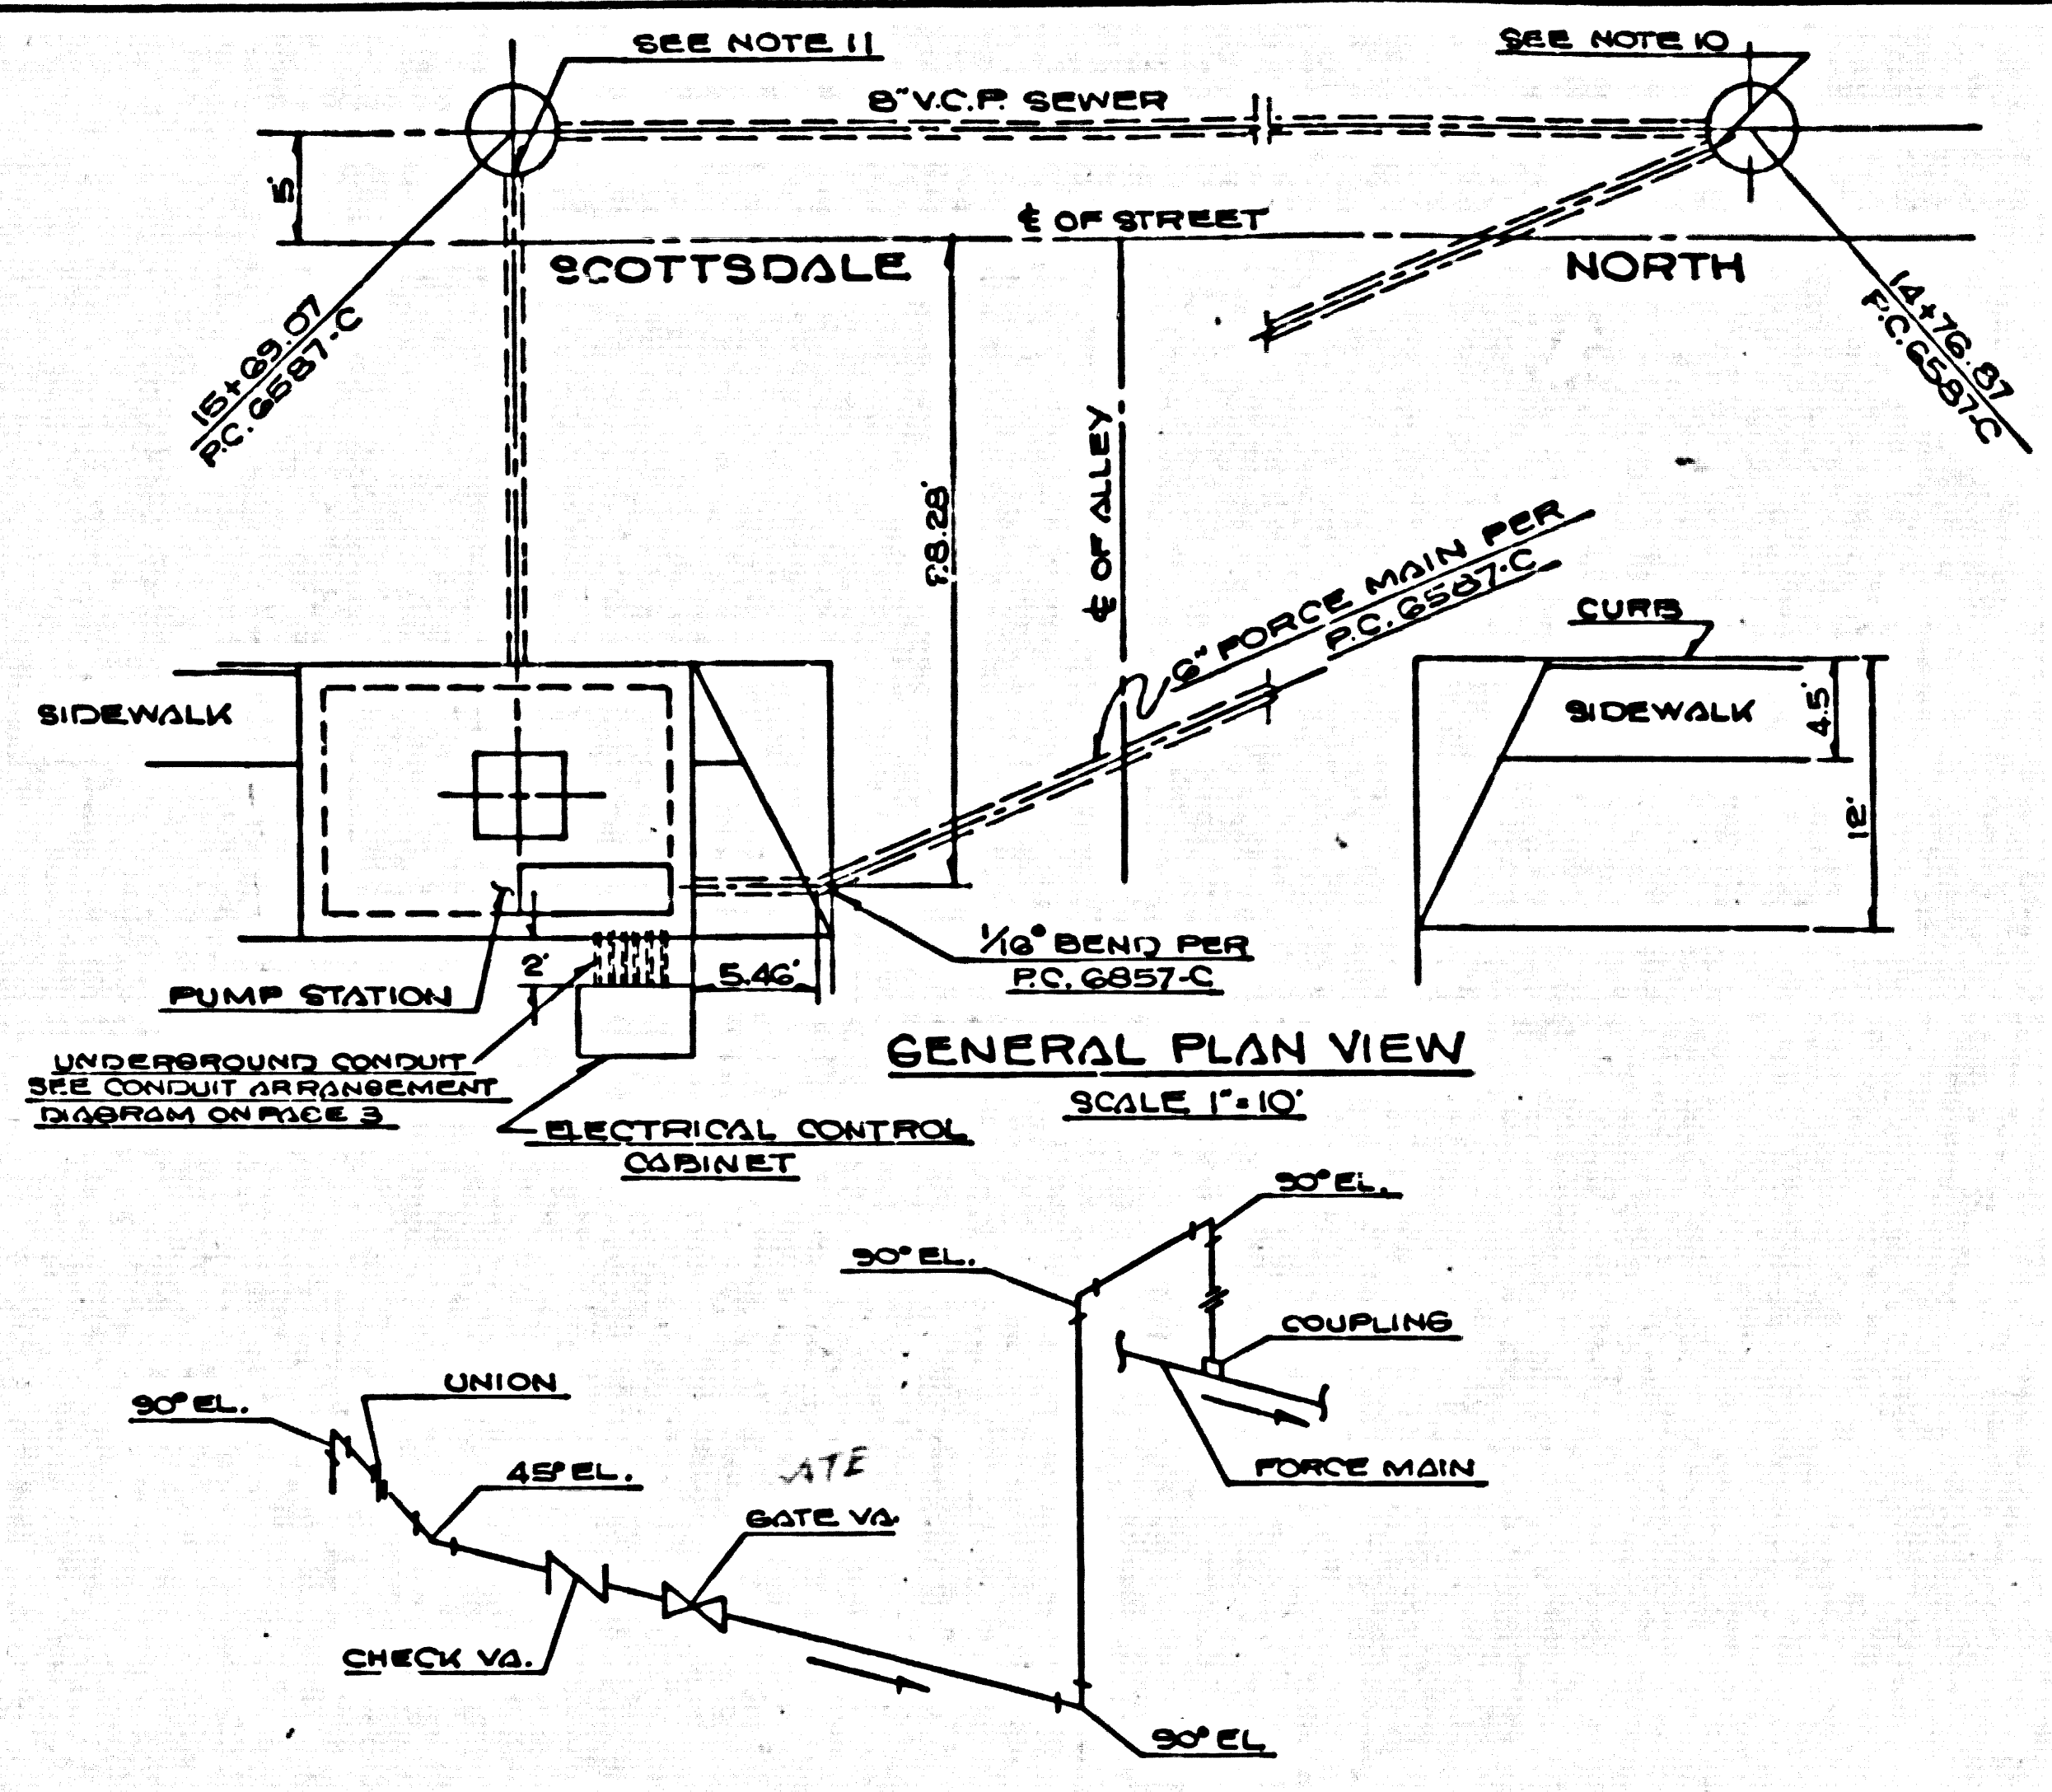 SEE NOTE 11
SEE NOTE 10
8" V.C.P. SEWER
5'
℄ OF STREET
SCOTTSDALE
NORTH
15+69.07
P.C. 6587-C
14+76.87
P.C. 6587-C
℄ OF ALLEY
6" FORCE MAIN PER
P.C. 6587-C
CURB
SIDEWALK
SIDEWALK
4.5'
12'
1/16° BEND PER
P.C. 6857-C
2'
5.46'
PUMP STATION
GENERAL PLAN VIEW
SCALE 1"=10'
UNDERGROUND CONDUIT
SEE CONDUIT ARRANGEMENT
DIAGRAM ON PAGE 3
ELECTRICAL CONTROL
CABINET
90° EL.
90° EL.
COUPLING
UNION
90° EL.
45° EL.
ATE
GATE VA.
FORCE MAIN
CHECK VA.
90° EL